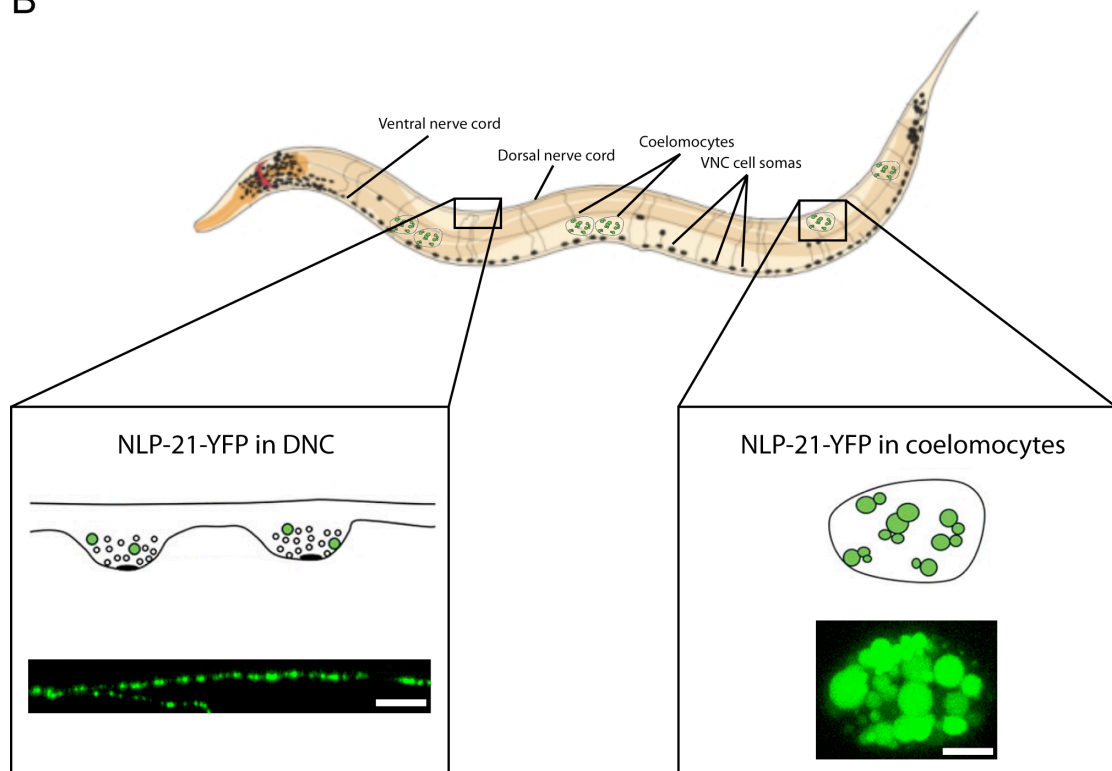 B
Ventral nerve cord
Dorsal nerve cord
Coelomocytes
VNC cell somas
NLP-21-YFP in DNC
NLP-21-YFP in coelomocytes